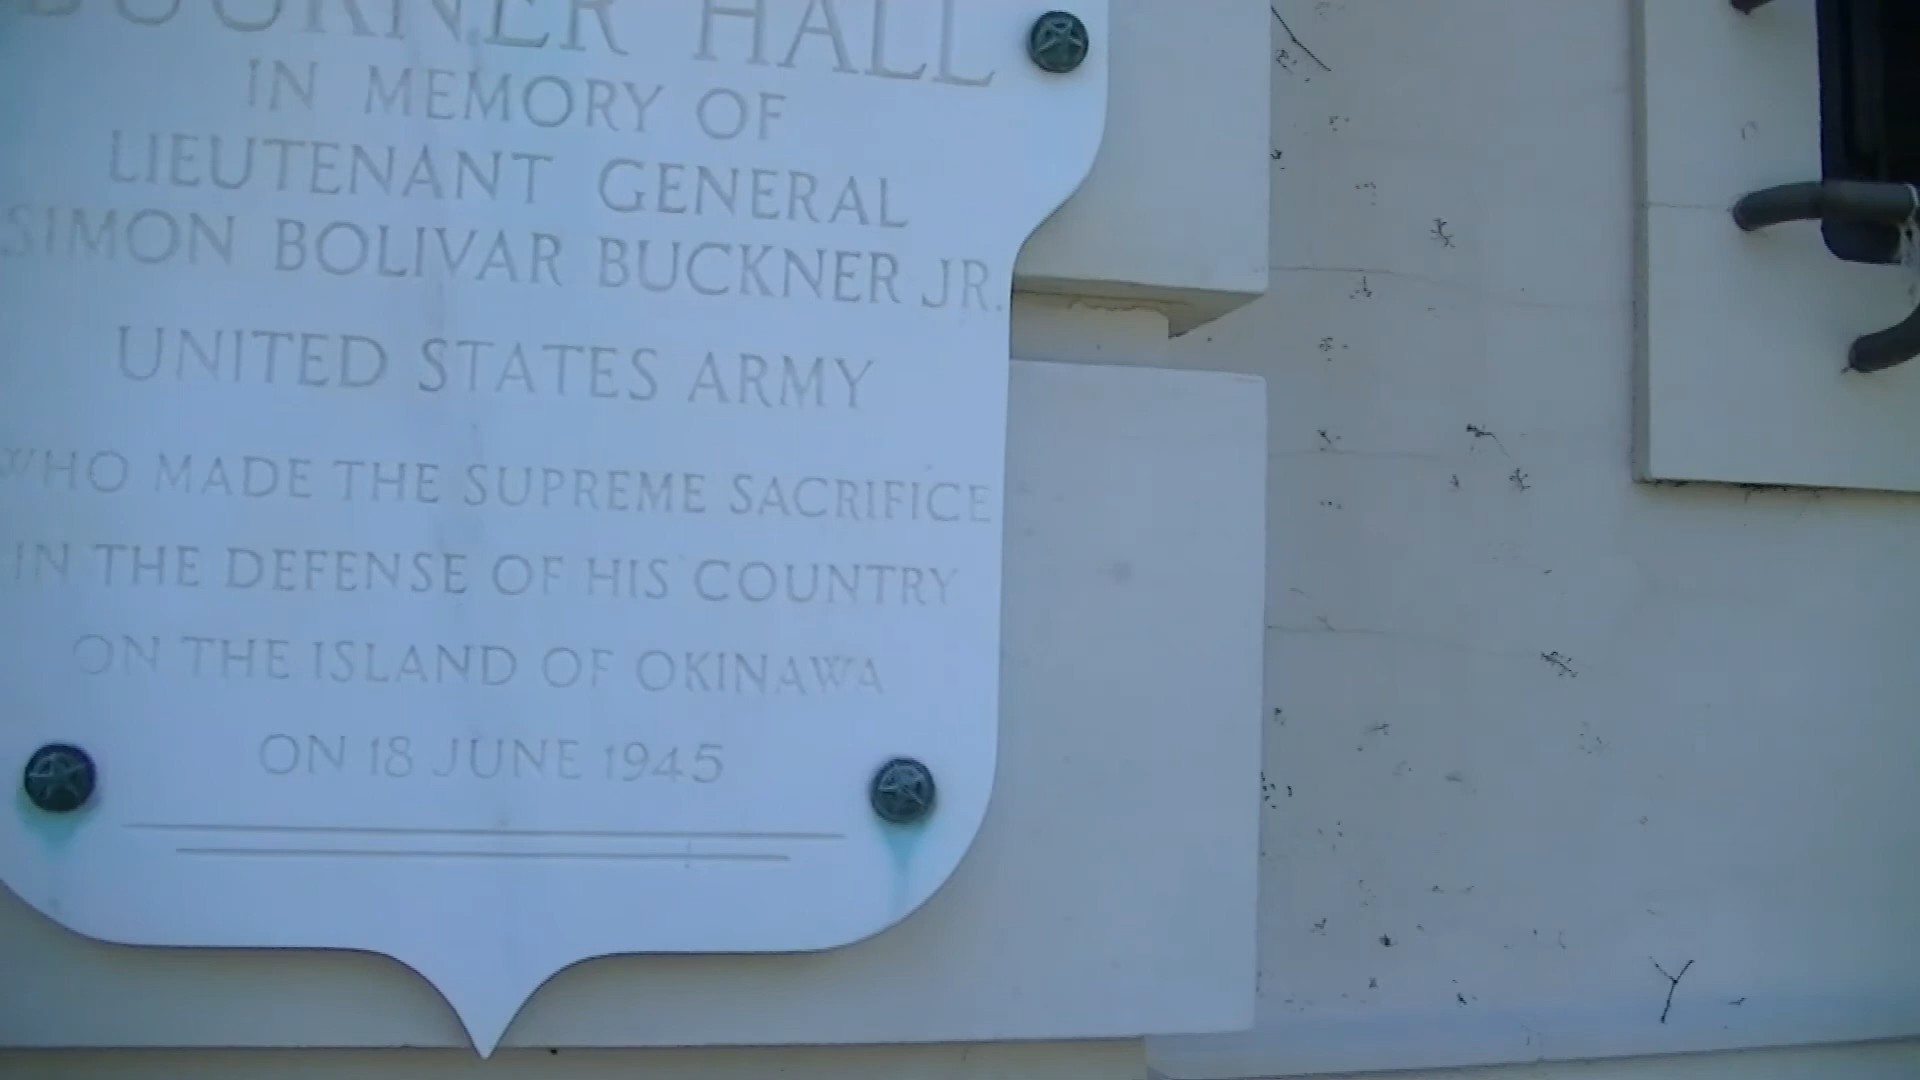 BUCKNER HALL
IN MEMORY OF
LIEUTENANT GENERAL
SIMON BOLIVAR BUCKNER JR.
UNITED STATES ARMY
WHO MADE THE SUPREME SACRIFICE
IN THE DEFENSE OF HIS COUNTRY
ON THE ISLAND OF OKINAWA
ON 18 JUNE 1945